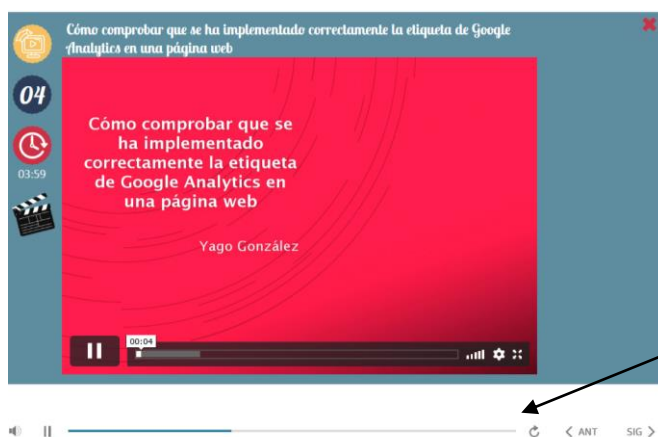 Cómo comprobar que se ha implementado correctamente la etiqueta de Google
Analytics en una página web
04
03:59
Cómo comprobar que se
ha implementado
correctamente la etiqueta
de Google Analytics en
una página web
Yago González
00:04
ANT
SIG